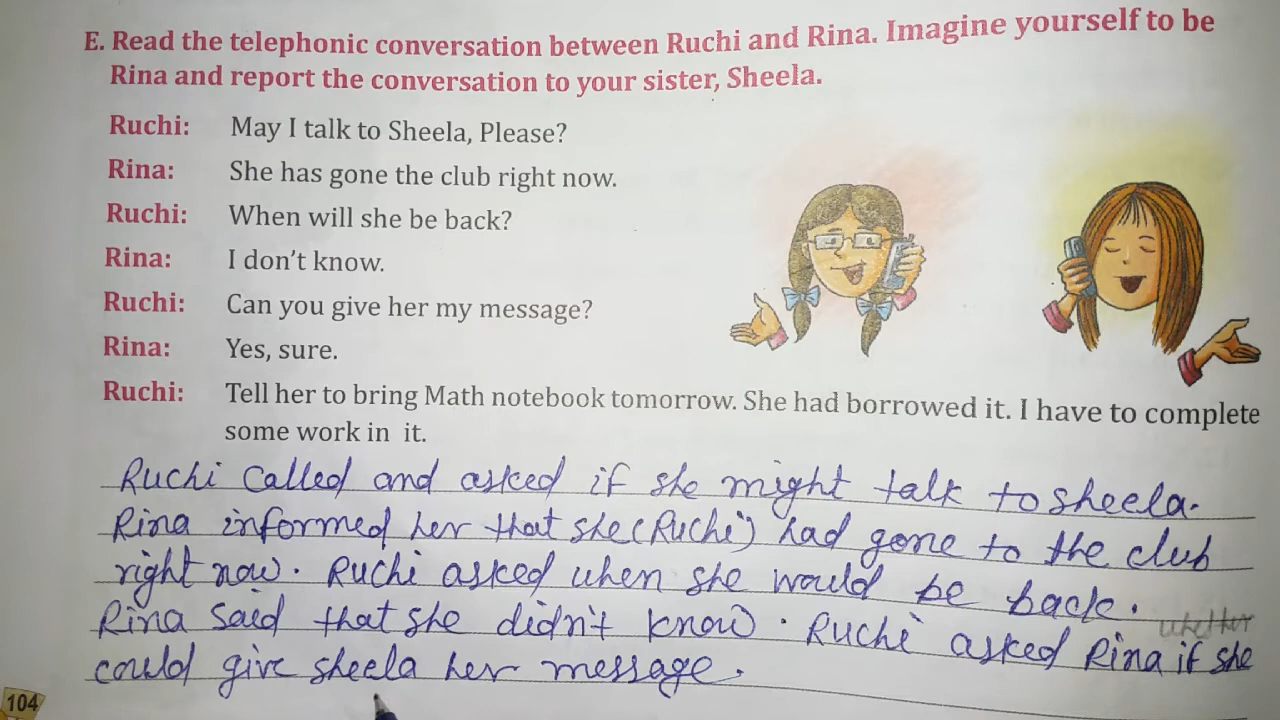 E. Read the telephonic conversation between Ruchi and Rina. Imagine yourself to be
Rina and report the conversation to your sister, Sheela.
Ruchi: May I talk to Sheela, Please?
Rina: She has gone the club right now.
Ruchi: When will she be back?
Rina: I don't know.
Ruchi: Can you give her my message?
Rina: Yes, sure.
Ruchi: Tell her to bring Math notebook tomorrow. She had borrowed it. I have to complete
some work in it.
Ruchi called and asked if she might talk to sheela.
Rina informed her that she (Ruchi) had gone to the club
right now. Ruchi asked when she would be back.
Rina said that she didn't know. Ruchi asked Rina if she
whether
could give sheela her message.
104